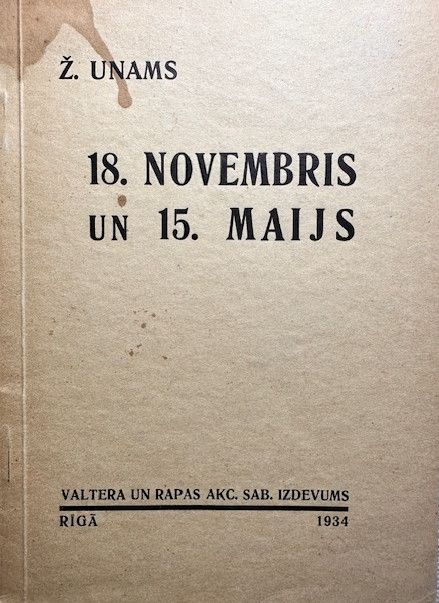 Ž. UNAMS
18. NOVEMBRIS
UN 15. MAIJS
VALTERA UN RAPAS AKC. SAB. IZDEVUMS
RĪGĀ 1934